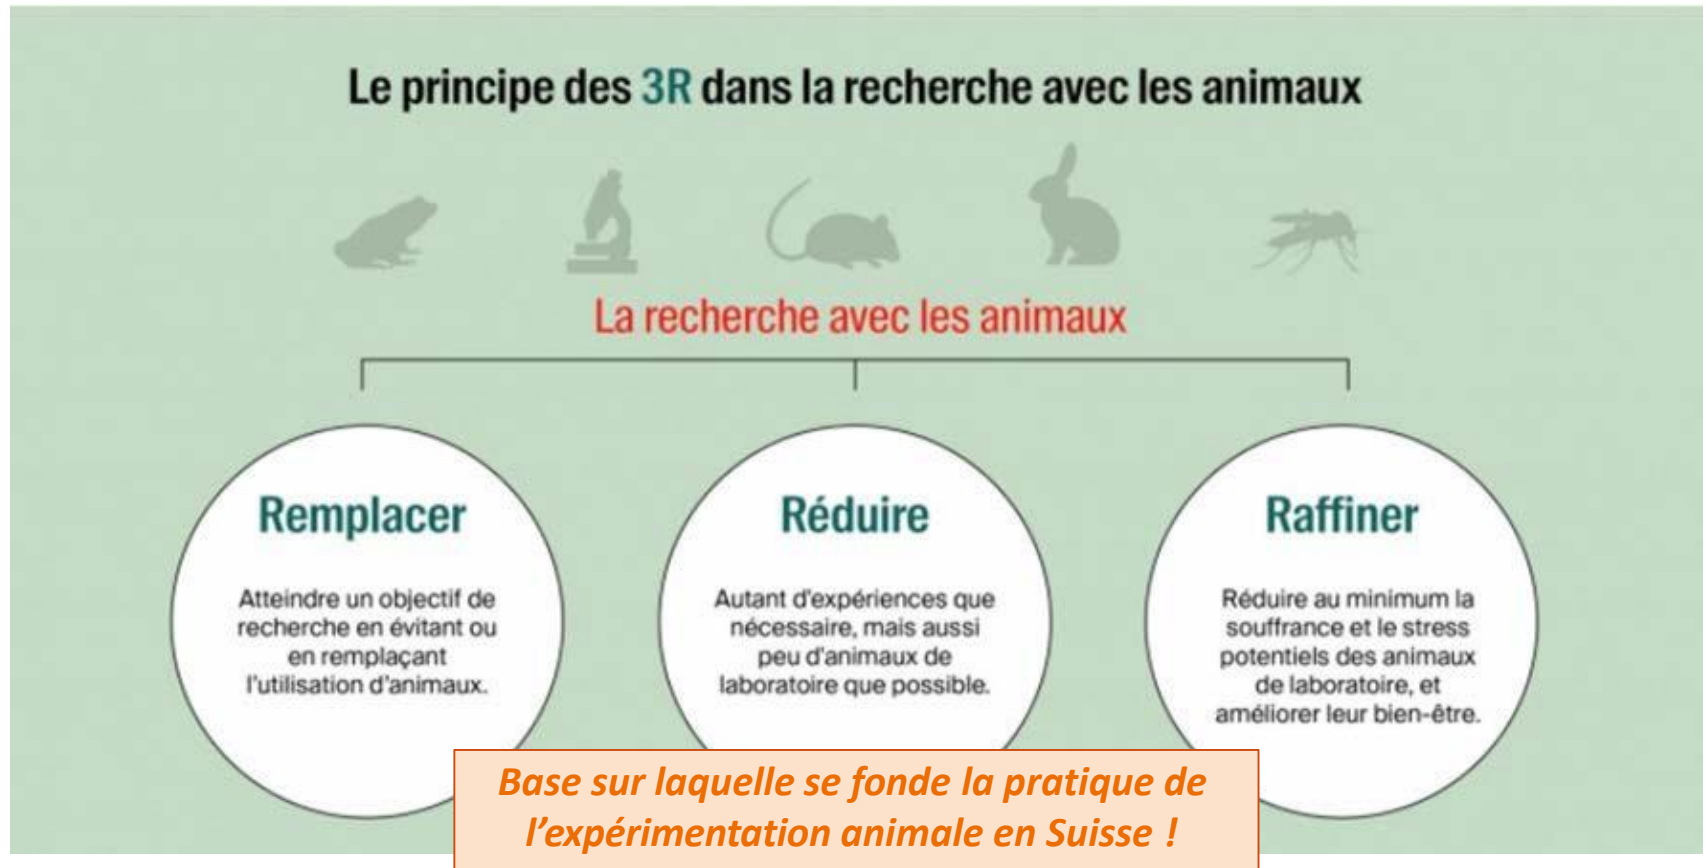 Le principe des 3R dans la recherche avec les animaux
La recherche avec les animaux
Remplacer
Atteindre un objectif de
recherche en évitant ou
en remplaçant
l'utilisation d'animaux.
Réduire
Autant d'expériences que
nécessaire, mais aussi
peu d'animaux de
laboratoire que possible.
Raffiner
Réduire au minimum la
souffrance et le stress
potentiels des animaux
de laboratoire, et
améliorer leur bien-être.
Base sur laquelle se fonde la pratique de
l’expérimentation animale en Suisse !